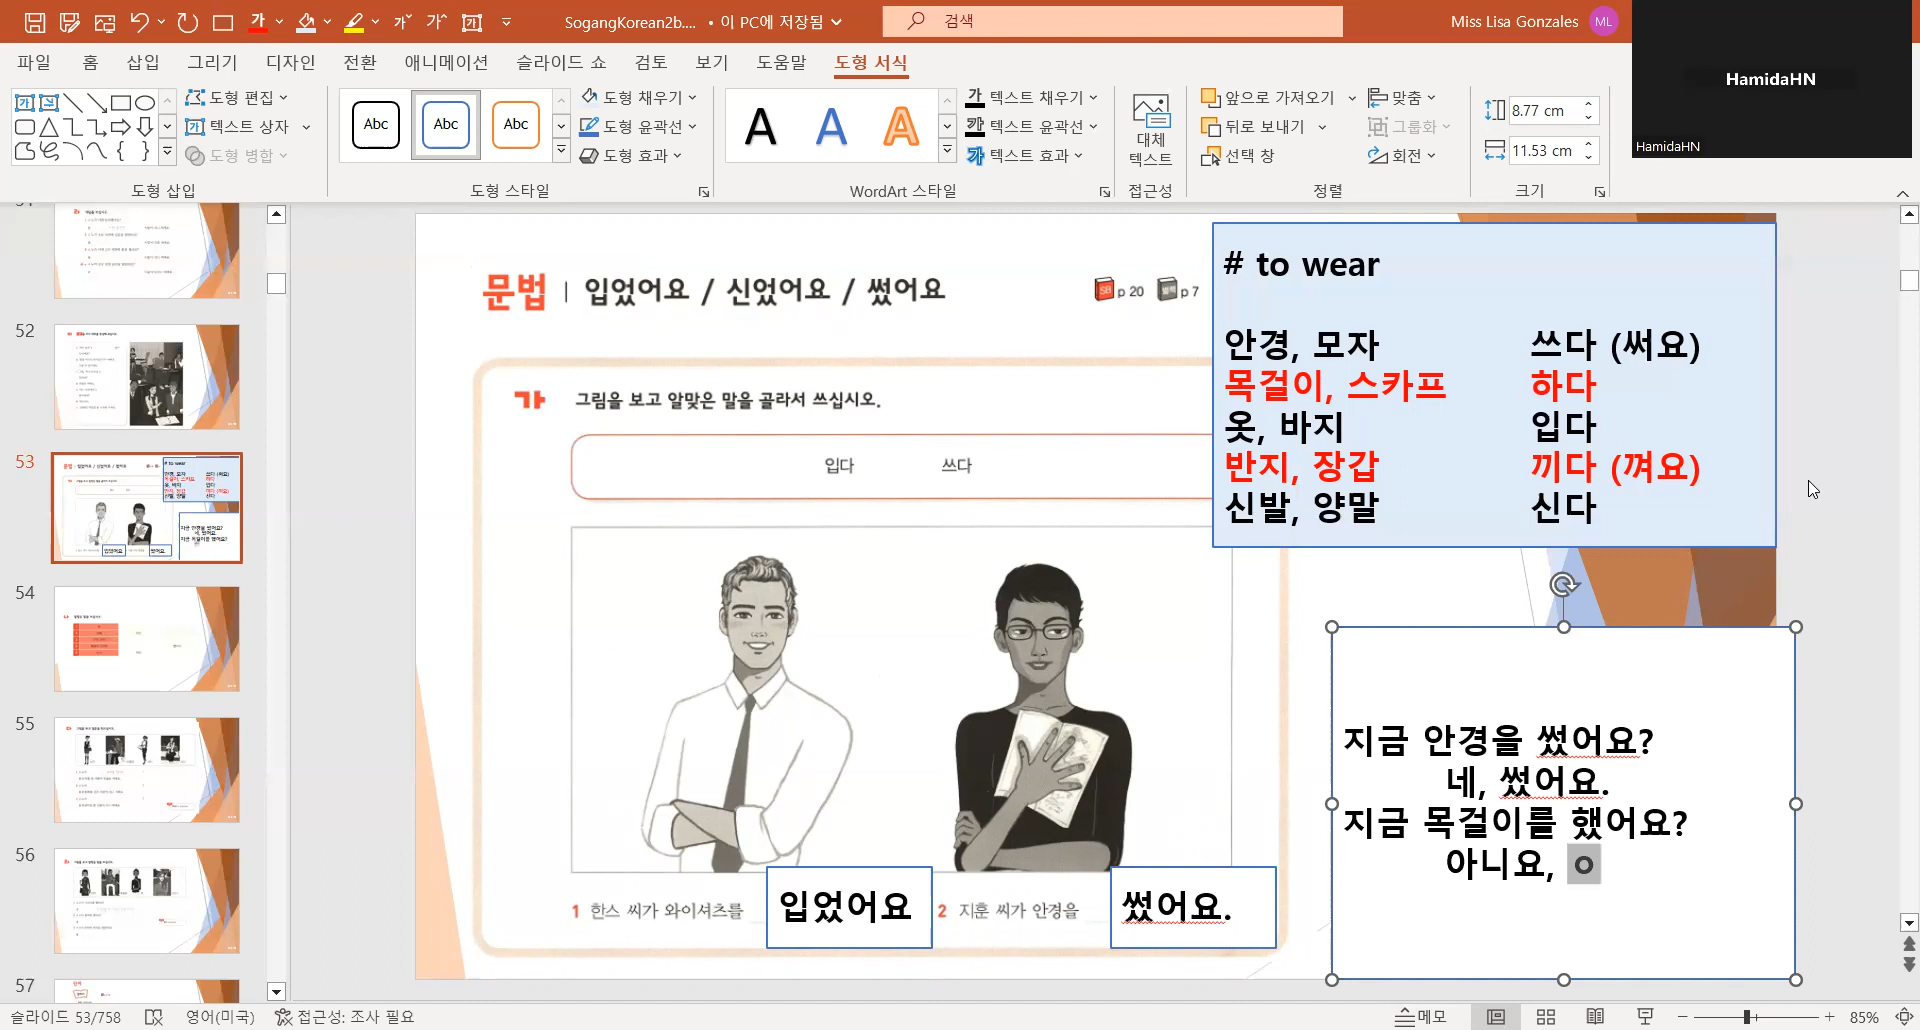 SogangKorean2b.... • 이 PC에 저장됨
검색
Miss Lisa Gonzales
ML
HamidaHN
HamidaHN
파일 홈 삽입 그리기 디자인 전환 애니메이션 슬라이드 쇼 검토 보기 도움말 도형 서식
도형 편집
텍스트 상자
도형 병합
도형 삽입
Abc Abc Abc
도형 채우기
도형 윤곽선
도형 효과
도형 스타일
A A A
텍스트 채우기
텍스트 윤곽선
텍스트 효과
WordArt 스타일
대체
텍스트
접근성
앞으로 가져오기
뒤로 보내기
선택 창
맞춤
그룹화
회전
정렬
8.77 cm
11.53 cm
크기
52
53
54
55
56
57
문법 | 입었어요 / 신었어요 / 썼어요
SB p 20 p 7
가 그림을 보고 알맞은 말을 골라서 쓰십시오.
입다 쓰다
1 한스 씨가 와이셔츠를 입었어요
2 지훈 씨가 안경을 썼어요.
# to wear
안경, 모자 쓰다 (써요)
목걸이, 스카프 하다
옷, 바지 입다
반지, 장갑 끼다 (껴요)
신발, 양말 신다
지금 안경을 썼어요?
네, 썼어요.
지금 목걸이를 했어요?
아니요, ㅇ
슬라이드 53/758 영어(미국) 접근성: 조사 필요
메모
85%